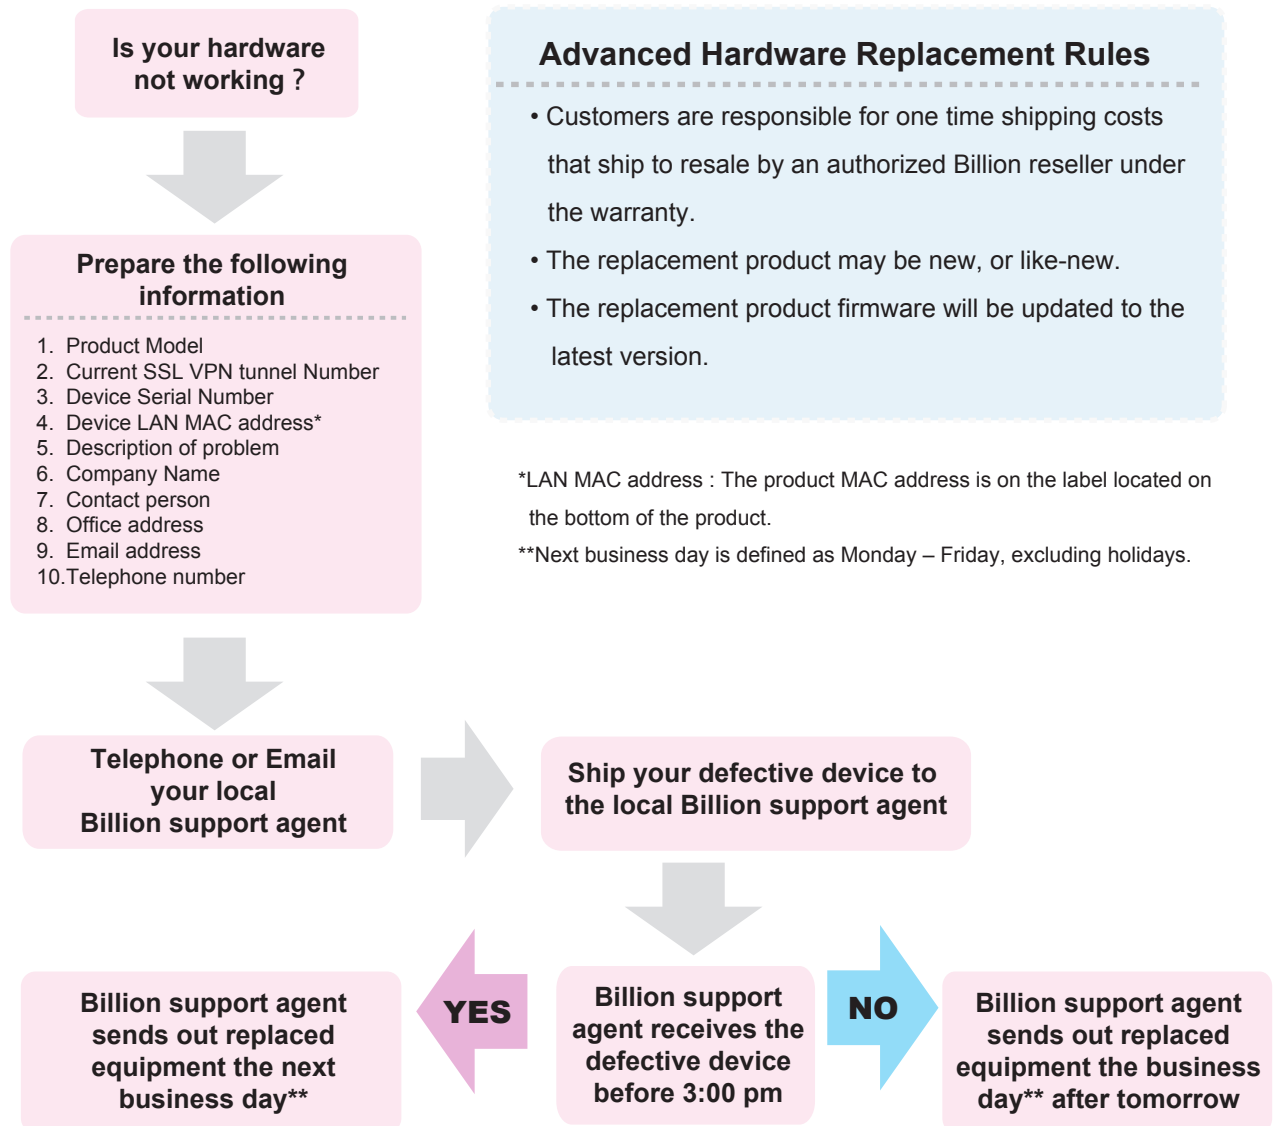 Is your hardware
not working ?
Advanced Hardware Replacement Rules
• Customers are responsible for one time shipping costs
that ship to resale by an authorized Billion reseller under
the warranty.
• The replacement product may be new, or like-new.
• The replacement product firmware will be updated to the
latest version.
Prepare the following
information
1. Product Model
2. Current SSL VPN tunnel Number
3. Device Serial Number
4. Device LAN MAC address*
5. Description of problem
6. Company Name
7. Contact person
8. Office address
9. Email address
10.Telephone number
*LAN MAC address : The product MAC address is on the label located on
the bottom of the product.
**Next business day is defined as Monday – Friday, excluding holidays.
Telephone or Email
your local
Billion support agent
Ship your defective device to
the local Billion support agent
Billion support agent
sends out replaced
equipment the next
business day**
YES
Billion support
agent receives the
defective device
before 3:00 pm
NO
Billion support agent
sends out replaced
equipment the business
day** after tomorrow